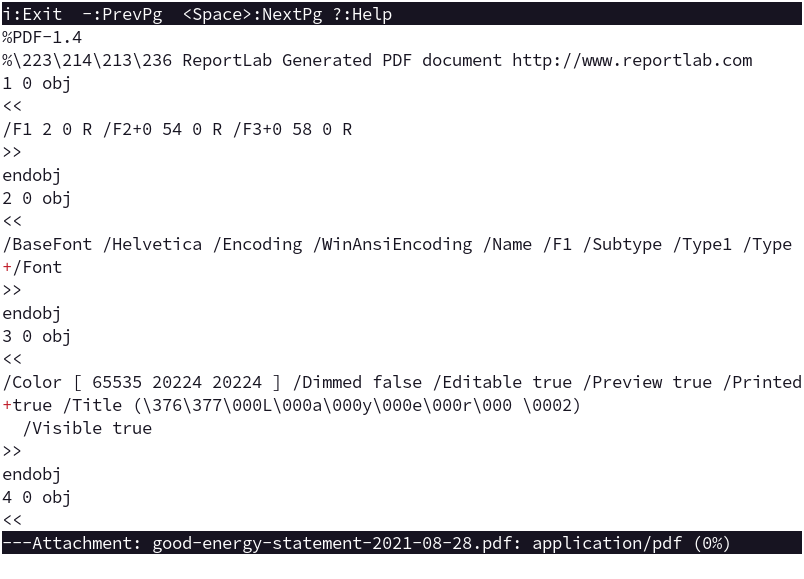 i:Exit  -:PrevPg  <Space>:NextPg ?:Help
%PDF-1.4
%\223\214\213\236 ReportLab Generated PDF document http://www.reportlab.com
1 0 obj
<<
/F1 2 0 R /F2+0 54 0 R /F3+0 58 0 R
>>
endobj
2 0 obj
<<
/BaseFont /Helvetica /Encoding /WinAnsiEncoding /Name /F1 /Subtype /Type1 /Type
+/Font
>>
endobj
3 0 obj
<<
/Color [ 65535 20224 20224 ] /Dimmed false /Editable true /Preview true /Printed
+true /Title (\376\377\000L\000a\000y\000e\000r\000 \0002)
  /Visible true
>>
endobj
4 0 obj
<<
---Attachment: good-energy-statement-2021-08-28.pdf: application/pdf (0%)